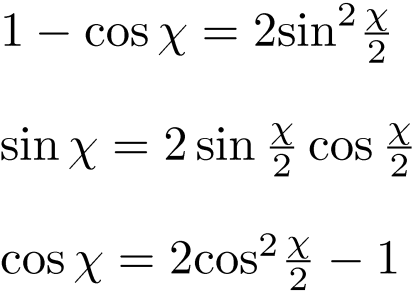 1 − cos χ = 2sin² χ/2
sin χ = 2 sin χ/2 cos χ/2
cos χ = 2cos² χ/2 − 1